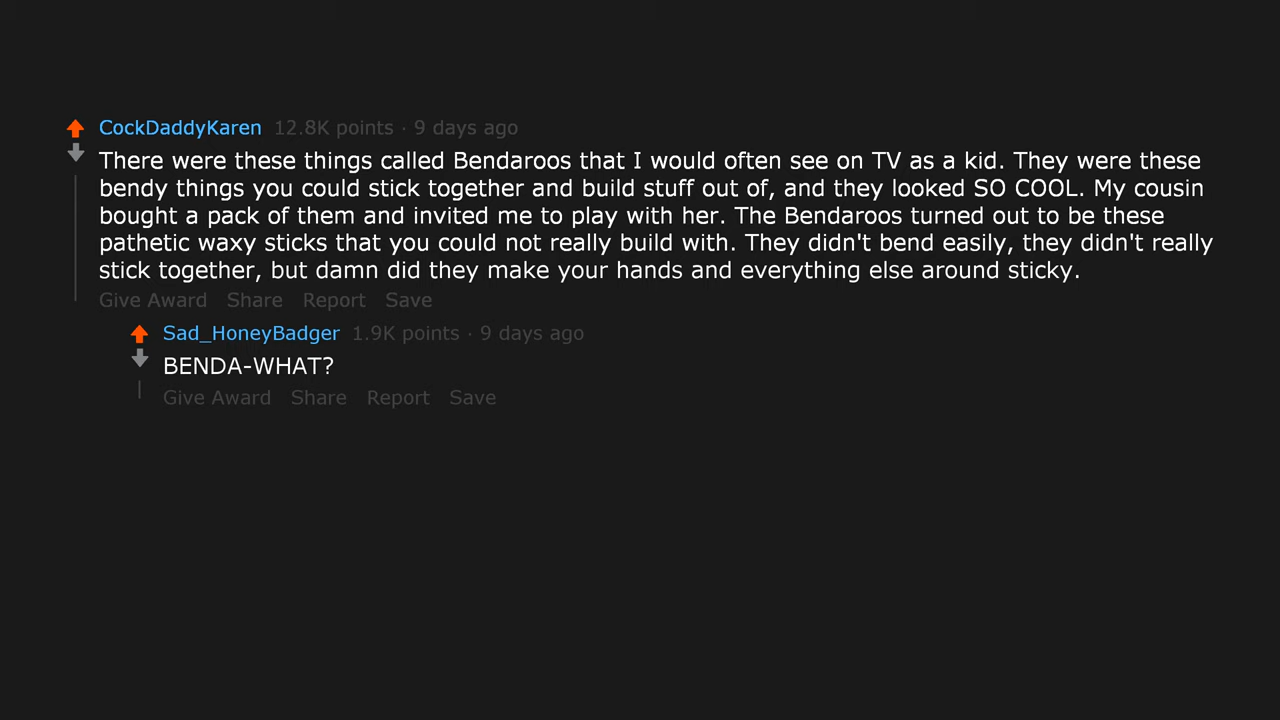 CockDaddyKaren 12.8K points · 9 days ago
There were these things called Bendaroos that I would often see on TV as a kid. They were these
bendy things you could stick together and build stuff out of, and they looked SO COOL. My cousin
bought a pack of them and invited me to play with her. The Bendaroos turned out to be these
pathetic waxy sticks that you could not really build with. They didn't bend easily, they didn't really
stick together, but damn did they make your hands and everything else around sticky.
Give Award Share Report Save
Sad_HoneyBadger 1.9K points · 9 days ago
BENDA-WHAT?
Give Award Share Report Save